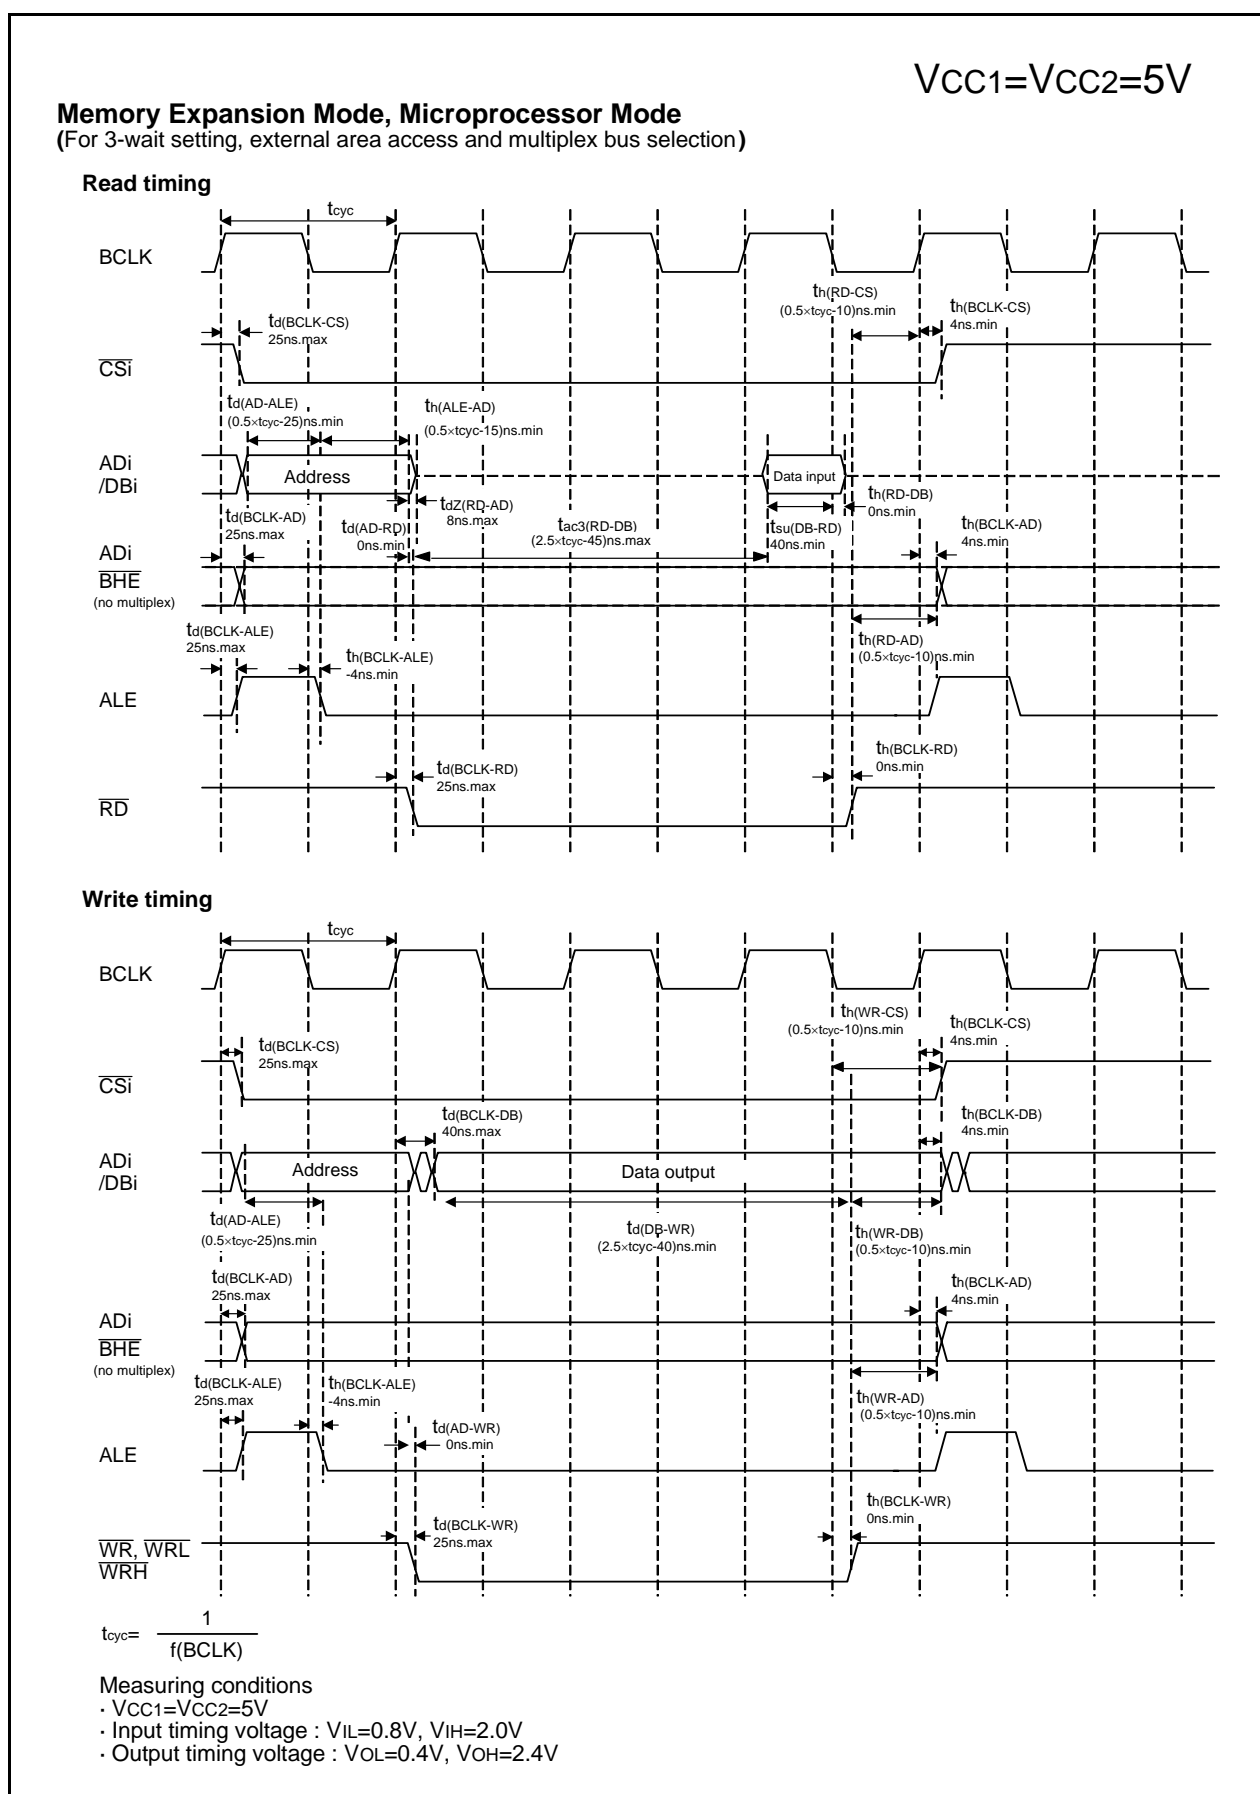 VCC1=VCC2=5V
Memory Expansion Mode, Microprocessor Mode
(For 3-wait setting, external area access and multiplex bus selection)
Read timing
tcyc
BCLK
th(RD-CS)
(0.5×tcyc-10)ns.min
th(BCLK-CS)
4ns.min
td(BCLK-CS)
25ns.max
CSi
td(AD-ALE)
(0.5×tcyc-25)ns.min
th(ALE-AD)
(0.5×tcyc-15)ns.min
ADi
/DBi
Address
Data input
tdZ(RD-AD)
8ns.max
th(RD-DB)
0ns.min
td(BCLK-AD)
25ns.max
td(AD-RD)
0ns.min
tac3(RD-DB)
(2.5×tcyc-45)ns.max
tsu(DB-RD)
40ns.min
th(BCLK-AD)
4ns.min
ADi
BHE
(no multiplex)
td(BCLK-ALE)
25ns.max
th(BCLK-ALE)
-4ns.min
th(RD-AD)
(0.5×tcyc-10)ns.min
ALE
td(BCLK-RD)
25ns.max
th(BCLK-RD)
0ns.min
RD
Write timing
tcyc
BCLK
th(WR-CS)
(0.5×tcyc-10)ns.min
th(BCLK-CS)
4ns.min
td(BCLK-CS)
25ns.max
CSi
td(BCLK-DB)
40ns.max
th(BCLK-DB)
4ns.min
ADi
/DBi
Address
Data output
td(AD-ALE)
(0.5×tcyc-25)ns.min
td(DB-WR)
(2.5×tcyc-40)ns.min
th(WR-DB)
(0.5×tcyc-10)ns.min
td(BCLK-AD)
25ns.max
th(BCLK-AD)
4ns.min
ADi
BHE
(no multiplex)
td(BCLK-ALE)
25ns.max
th(BCLK-ALE)
-4ns.min
th(WR-AD)
(0.5×tcyc-10)ns.min
td(AD-WR)
0ns.min
ALE
td(BCLK-WR)
25ns.max
th(BCLK-WR)
0ns.min
WR, WRL
WRH
tcyc= 1
f(BCLK)
Measuring conditions
· VCC1=VCC2=5V
· Input timing voltage : VIL=0.8V, VIH=2.0V
· Output timing voltage : VOL=0.4V, VOH=2.4V